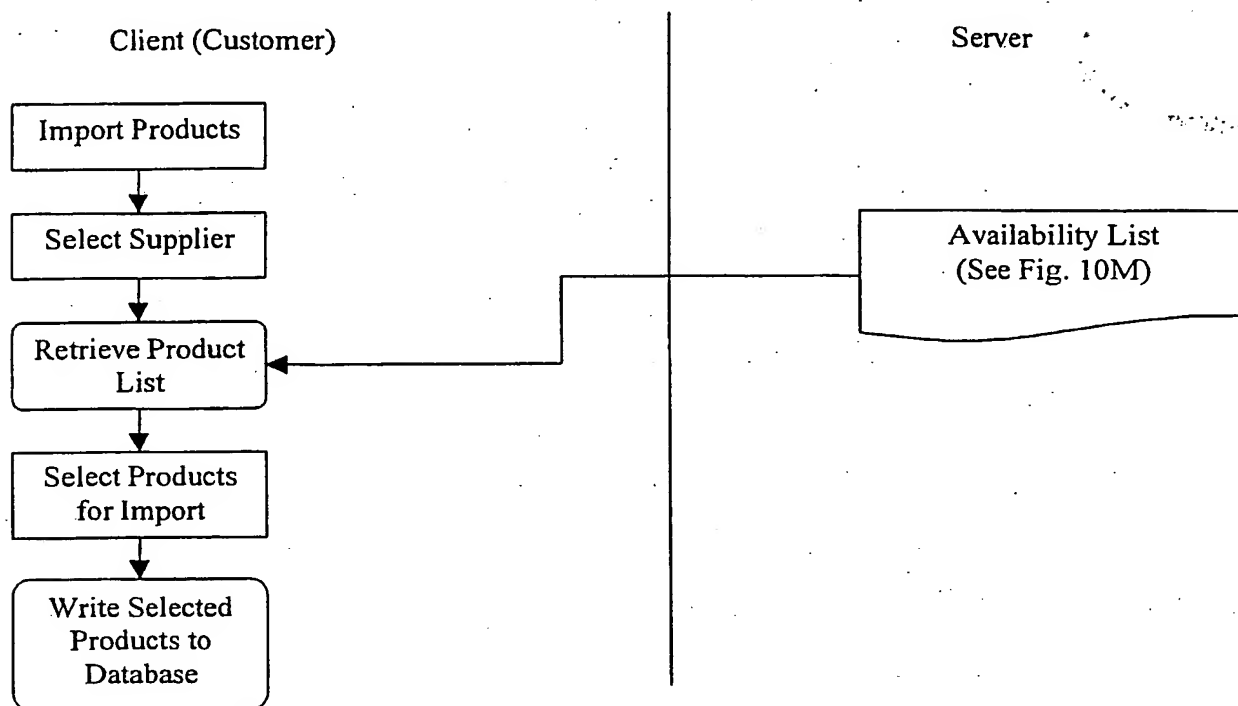 Client (Customer)
Server
Import Products
Select Supplier
Availability List
(See Fig. 10M)
Retrieve Product
List
Select Products
for Import
Write Selected
Products to
Database